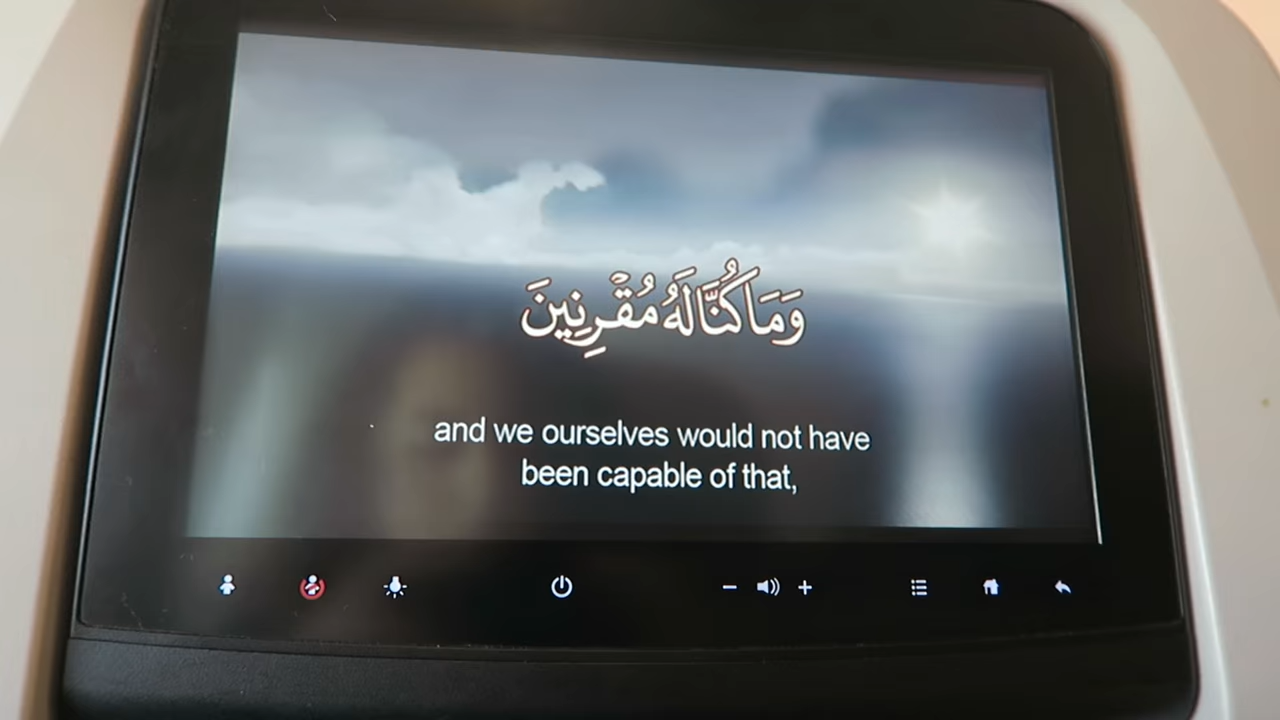 وَمَا كُنَّا لَهُ مُقْرِنِينَ
and we ourselves would not have
been capable of that,